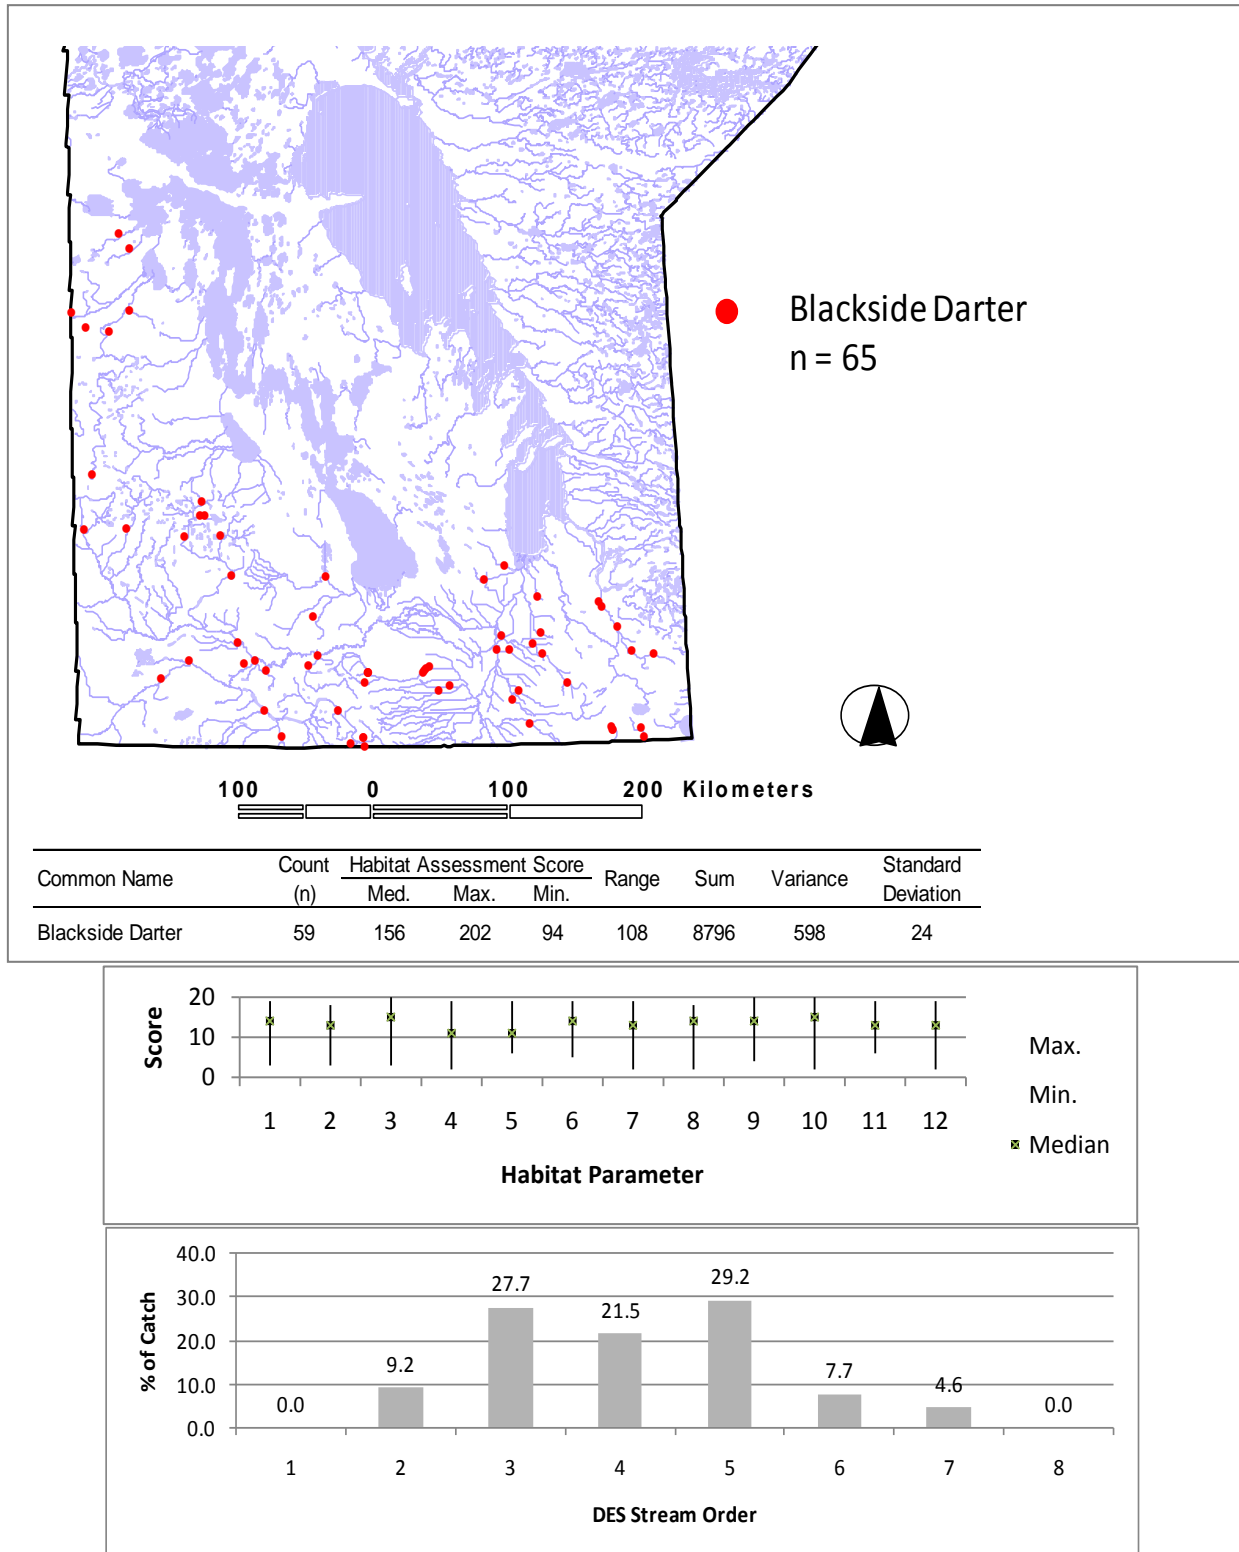 Blackside Darter
n = 65
100 0 100 200 Kilometers
Common Name Count (n) Habitat Assessment Score Range Sum Variance Standard Deviation
Med. Max. Min.
Blackside Darter 59 156 202 94 108 8796 598 24
20
10
0
Score
1 2 3 4 5 6 7 8 9 10 11 12
Habitat Parameter
Max.
Min.
Median
40.0
30.0
20.0
10.0
0.0
% of Catch
0.0 9.2 27.7 21.5 29.2 7.7 4.6 0.0
1 2 3 4 5 6 7 8
DES Stream Order